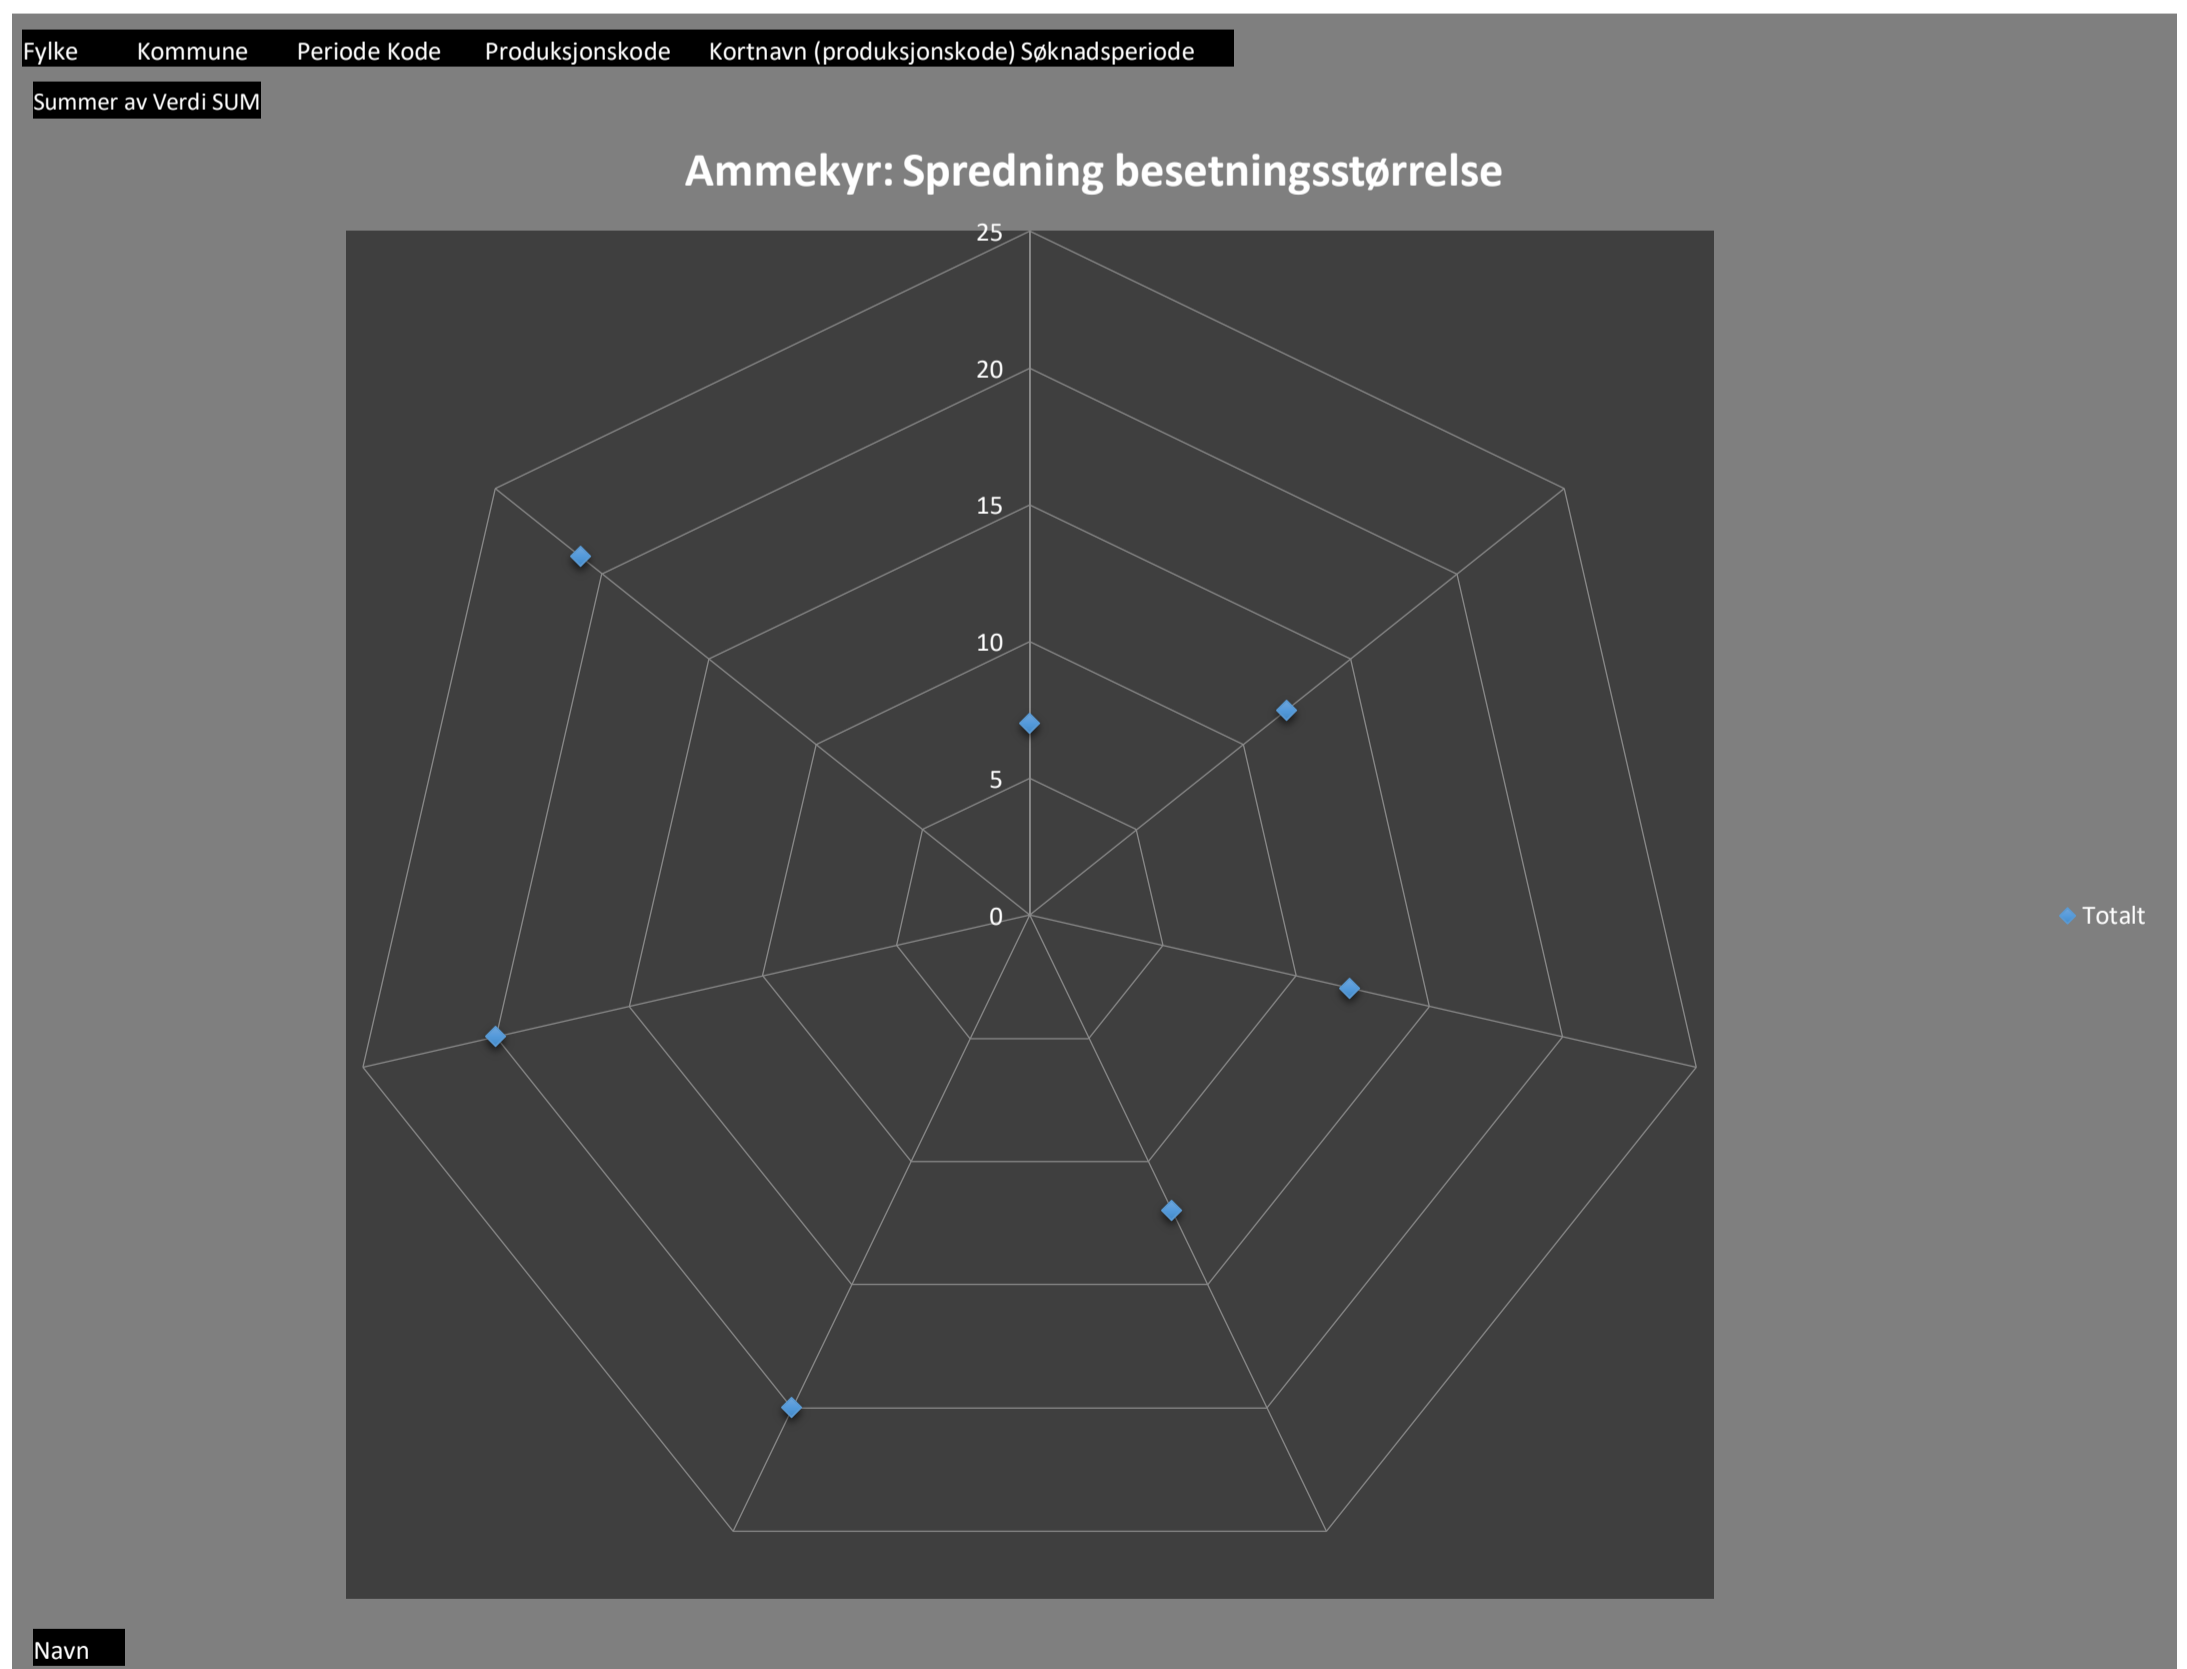 Fylke Kommune Periode Kode Produksjonskode Kortnavn (produksjonskode) Søknadsperiode
Summer av Verdi SUM
Ammekyr: Spredning besetningsstørrelse
25
20
15
10
5
0
Totalt
Navn